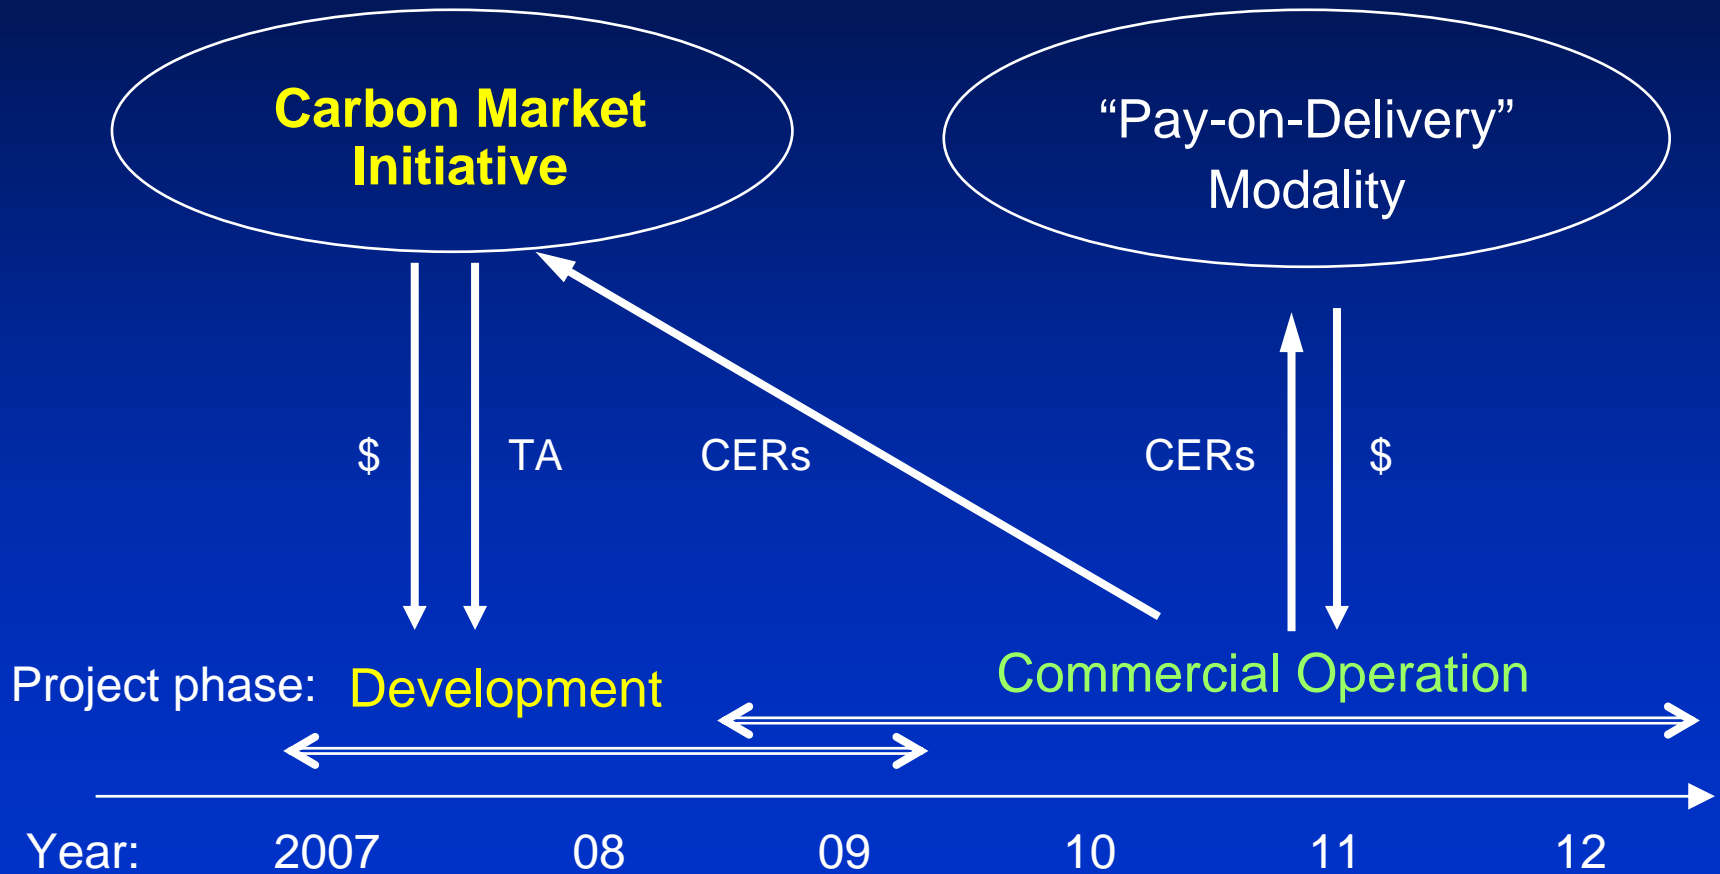 Carbon Market
Initiative
“Pay-on-Delivery”
Modality
$
TA
CERs
CERs
$
Project phase:
Development
Commercial Operation
Year:
2007
08
09
10
11
12